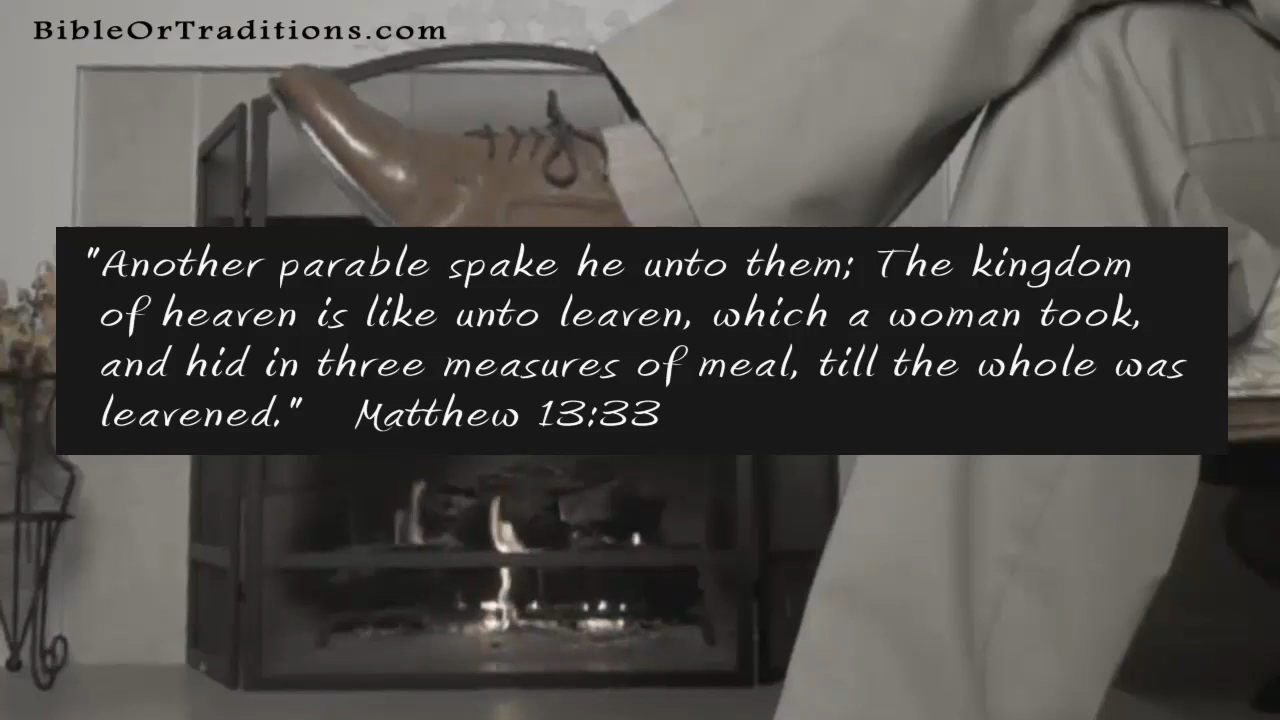 BibleOrTraditions.com
"Another parable spake he unto them; The kingdom
of heaven is like unto leaven, which a woman took,
and hid in three measures of meal, till the whole was
leavened." Matthew 13:33